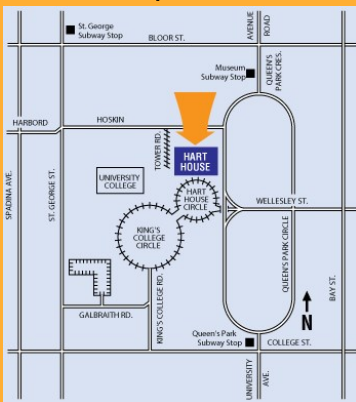 St. George
Subway Stop
BLOOR ST.
AVENUE
ROAD
Museum
Subway Stop
QUEEN'S
PARK CRES.
HARBORD
HOSKIN
TOWER RD.
HART
HOUSE
UNIVERSITY
COLLEGE
HART
HOUSE
CIRCLE
SPADINA AVE.
ST. GEORGE ST.
WELLESLEY ST.
KING'S
COLLEGE
CIRCLE
QUEEN'S PARK CIRCLE
BAY ST.
KING'S COLLEGE RD.
GALBRAITH RD.
N
Queen's Park
Subway Stop
COLLEGE ST.
UNIVERSITY
AVE.